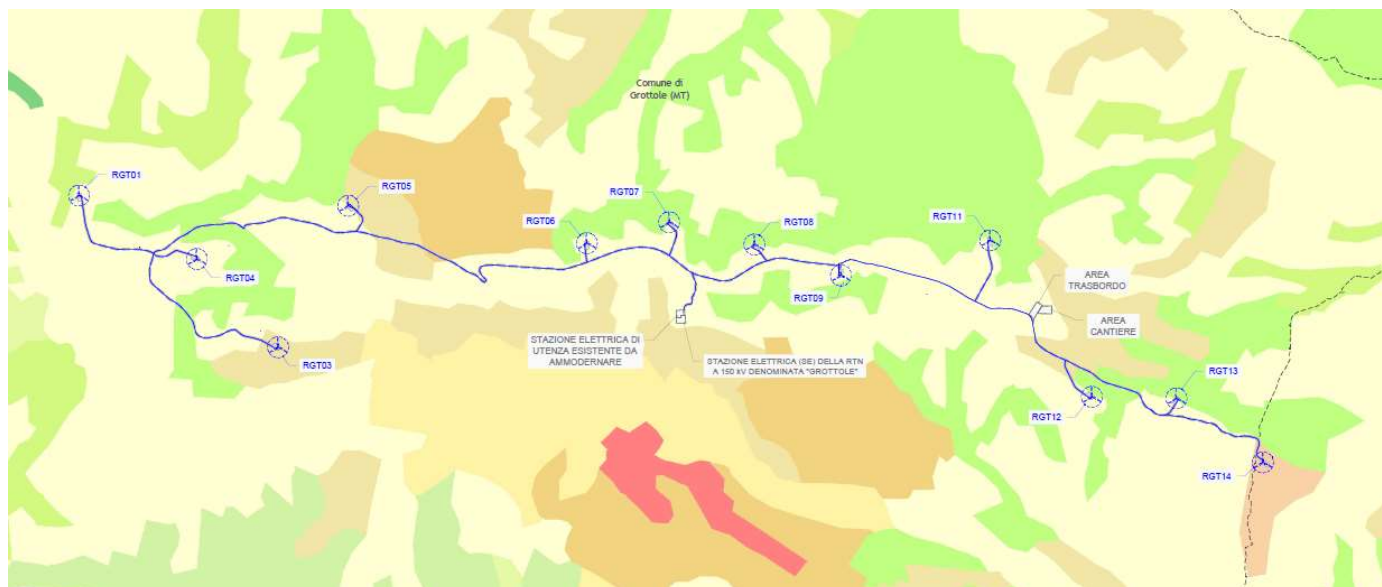 Comune di
Grottole (MT)
RGT01
RGT05
RGT07
RGT06
RGT08
RGT11
RGT04
RGT09
AREA
TRASBORDO
AREA
CANTIERE
STAZIONE ELETTRICA DI
UTENZA ESISTENTE DA
AMMODERNARE
STAZIONE ELETTRICA (SE) DELLA RTN
A 150 kV DENOMINATA "GROTTOLE"
RGT03
RGT13
RGT12
RGT14